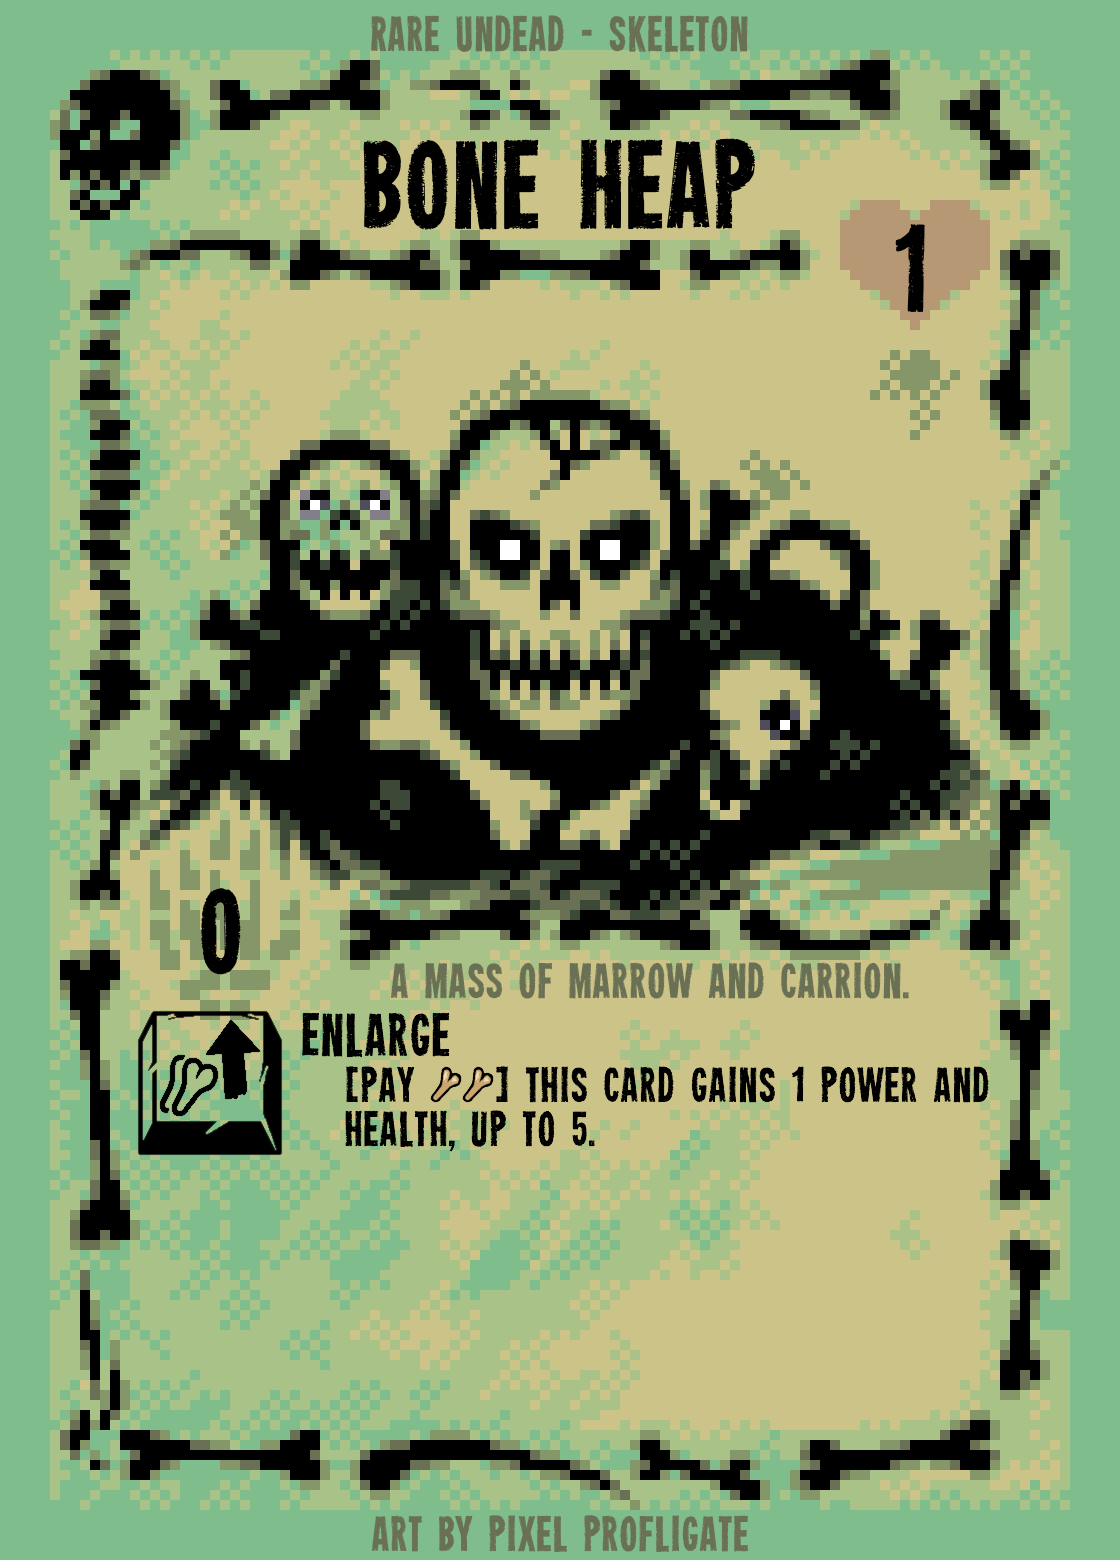 RARE UNDEAD - SKELETON
BONE HEAP
1
0
A MASS OF MARROW AND CARRION.
ENLARGE
[PAY ] THIS CARD GAINS 1 POWER AND
HEALTH, UP TO 5.
ART BY PIXEL PROFLIGATE